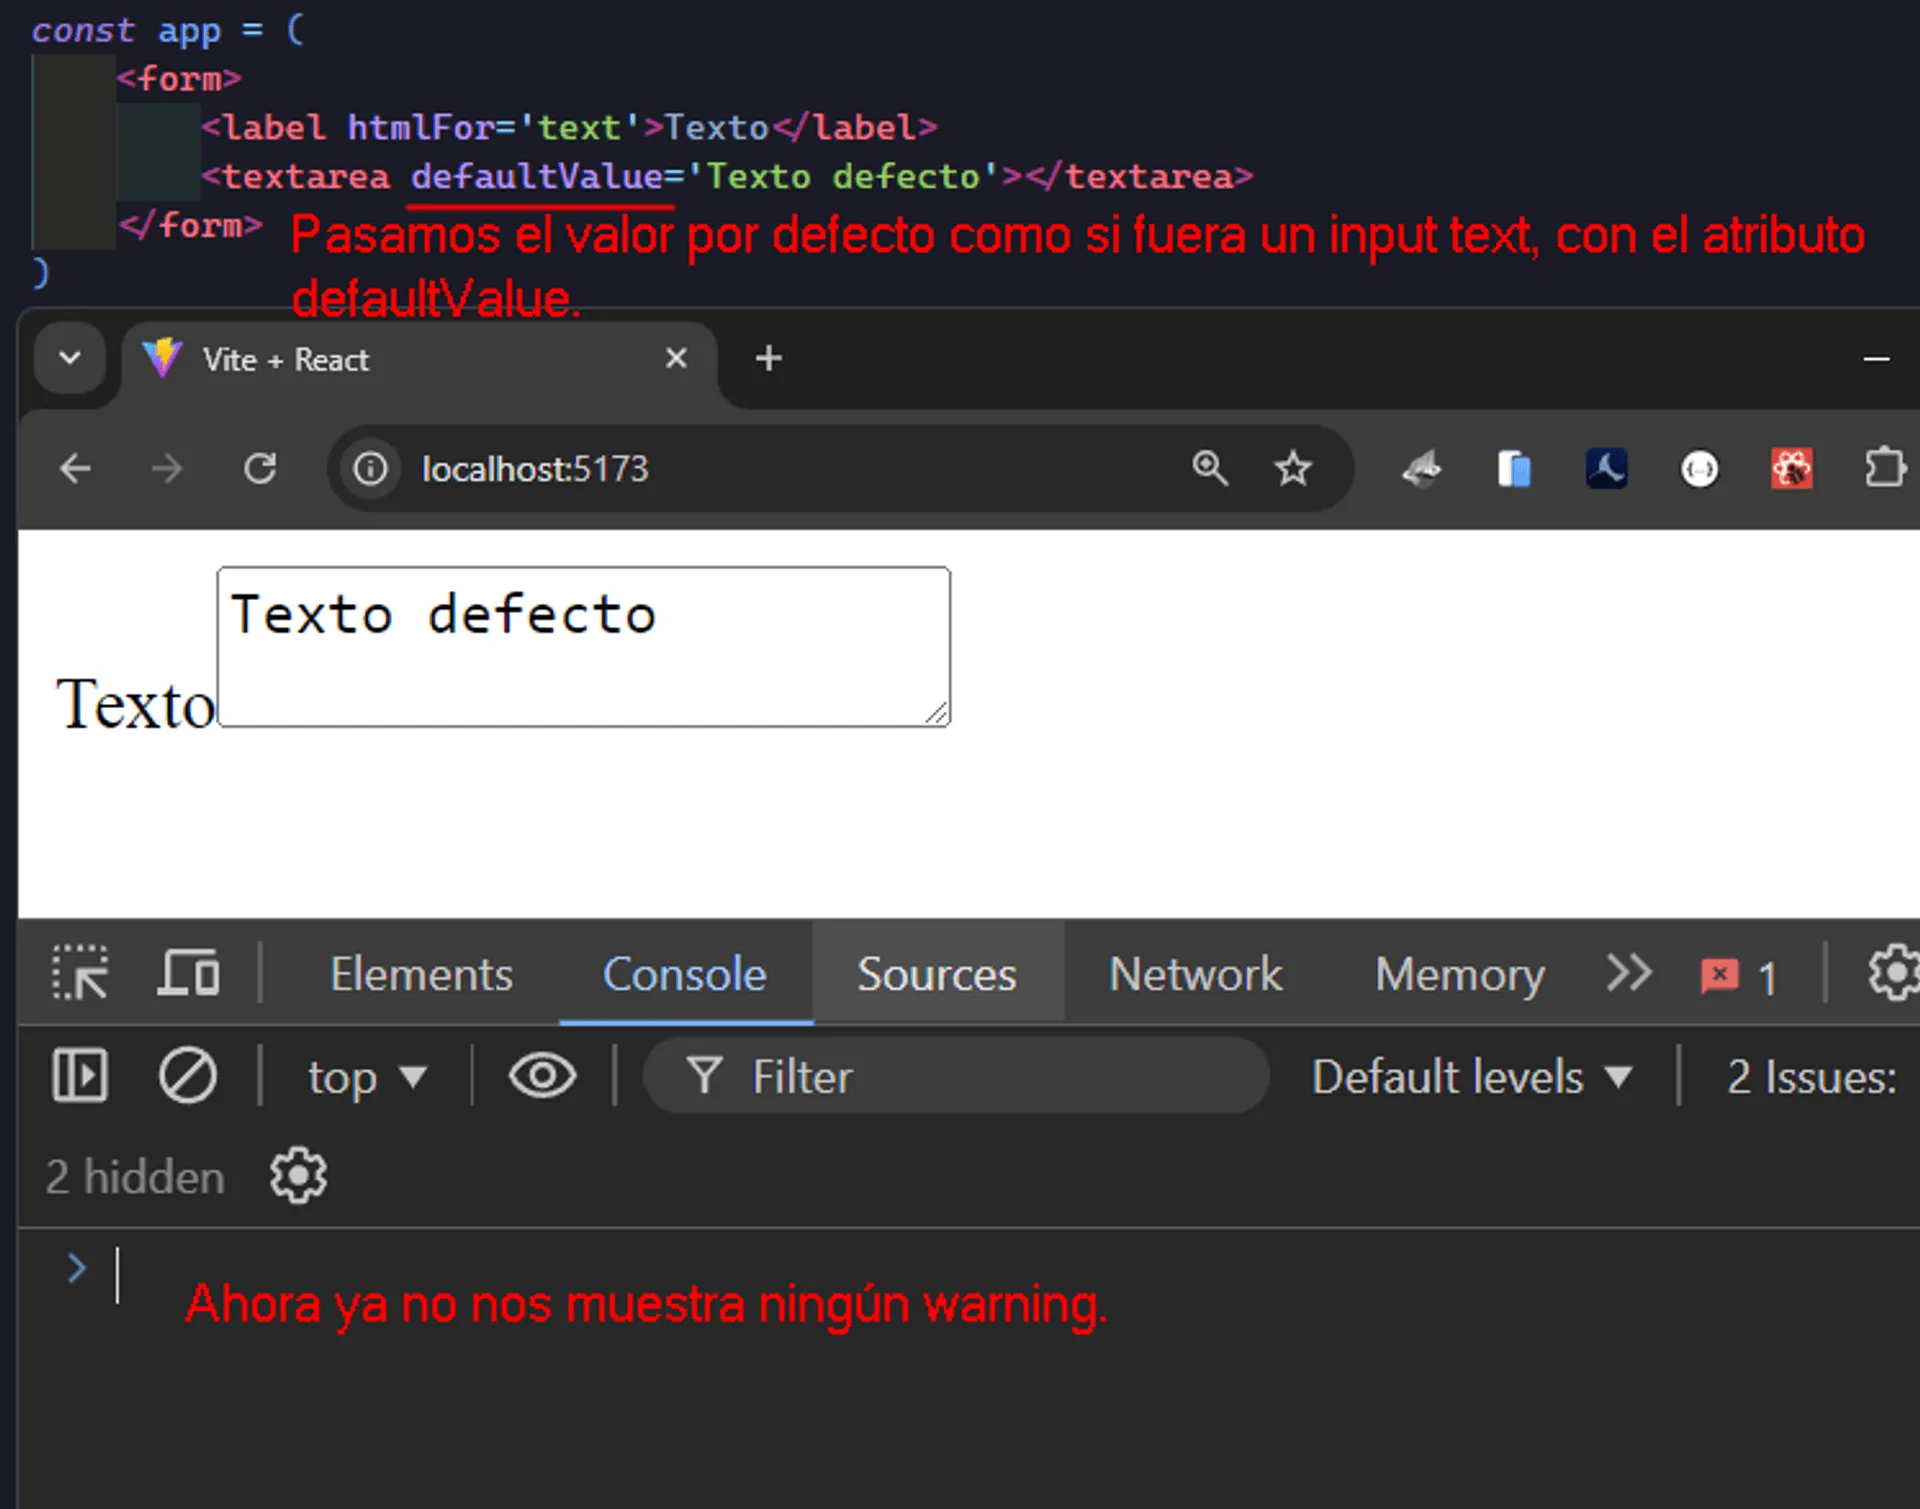 const app = (
<form>
<label htmlFor='text'>Texto</label>
<textarea defaultValue='Texto defecto'></textarea>
</form>
Pasamos el valor por defecto como si fuera un input text, con el atributo
)
defaultValue.
Vite + React
localhost:5173
Texto defecto
Texto
Elements Console Sources Network Memory 1
top Filter Default levels 2 Issues:
2 hidden
Ahora ya no nos muestra ningún warning.